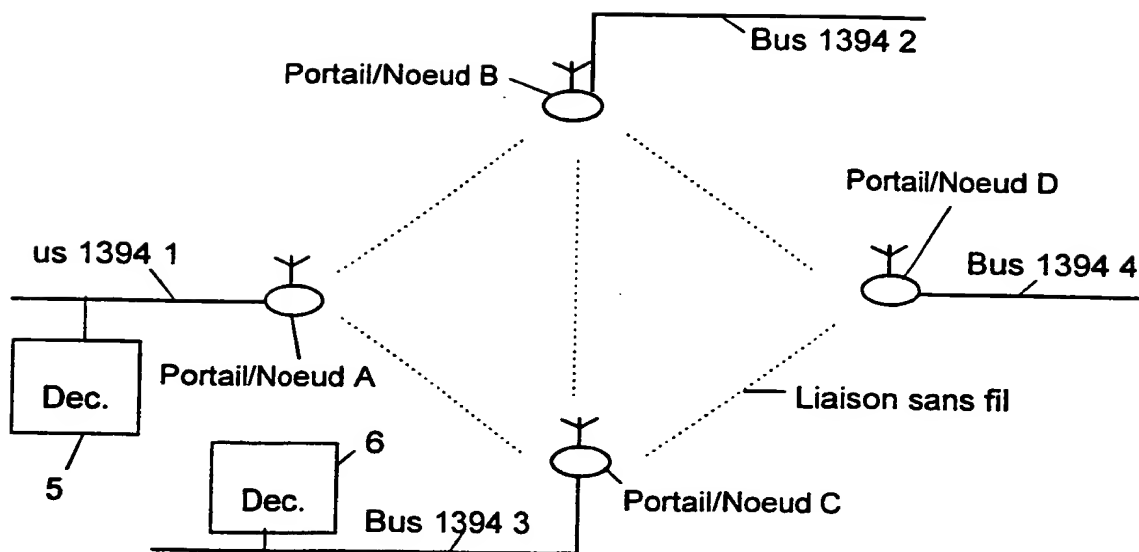 Bus 1394 2
Portail/Noeud B
Portail/Noeud D
us 1394 1
Bus 1394 4
Portail/Noeud A
Dec.
Liaison sans fil
6
5
Dec.
Portail/Noeud C
Bus 1394 3